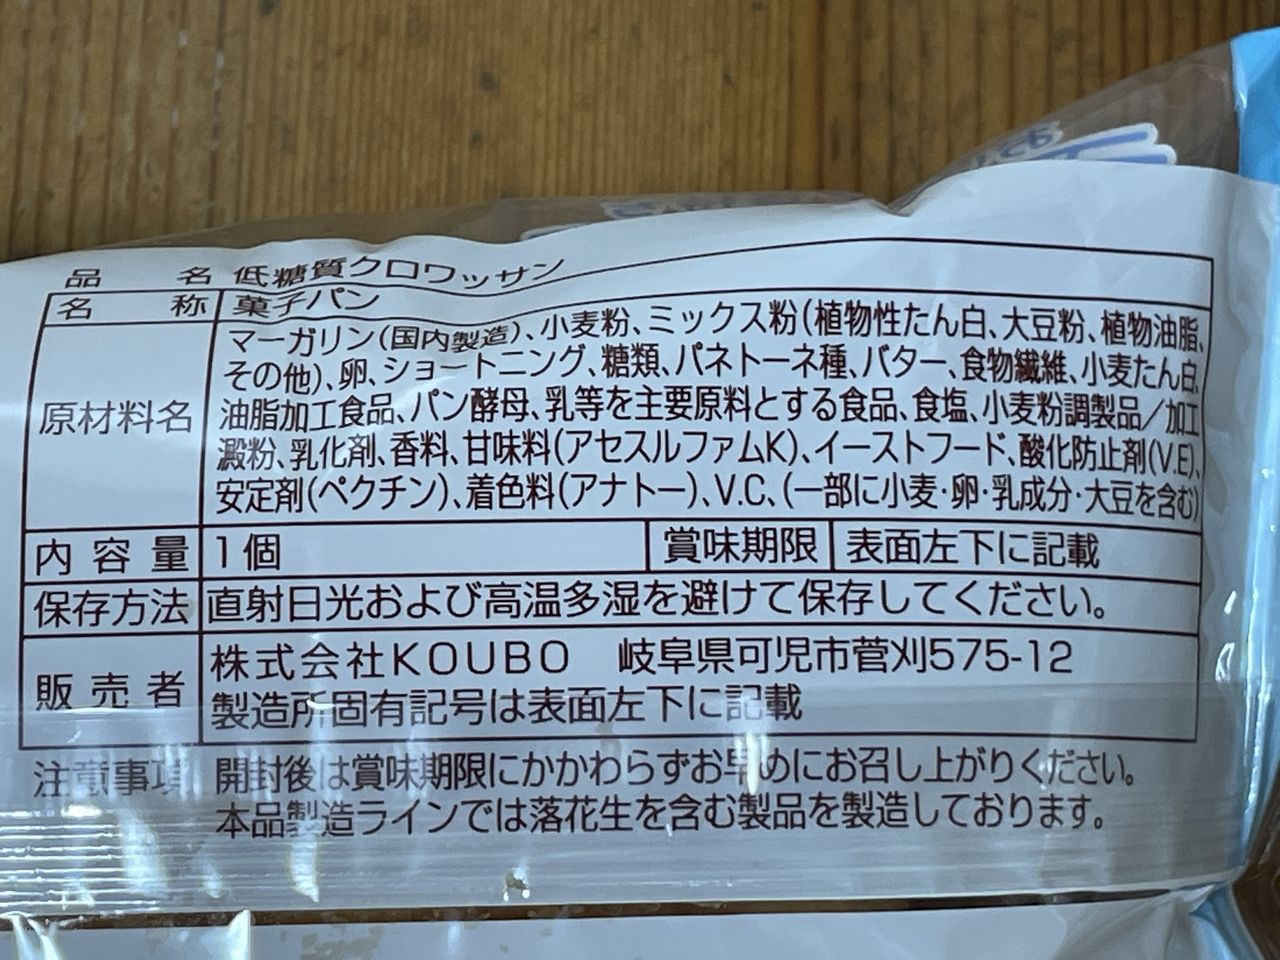 品名 低糖質クロワッサン
名称 菓子パン
原材料名 マーガリン(国内製造)、小麦粉、ミックス粉(植物性たん白、大豆粉、植物油脂、
その他)、卵、ショートニング、糖類、パネトーネ種、バター、食物繊維、小麦たん白、
油脂加工食品、パン酵母、乳等を主要原料とする食品、食塩、小麦粉調製品/加工
澱粉、乳化剤、香料、甘味料(アセスルファムK)、イーストフード、酸化防止剤(V.E)、
安定剤(ペクチン)、着色料(アナトー)、V.C、(一部に小麦・卵・乳成分・大豆を含む)
内容量 1個 賞味期限 表面左下に記載
保存方法 直射日光および高温多湿を避けて保存してください。
販売者 株式会社KOUBO 岐阜県可児市菅刈575-12
製造所固有記号は表面左下に記載
注意事項 開封後は賞味期限にかかわらずお早めにお召し上がりください。
本品製造ラインでは落花生を含む製品を製造しております。